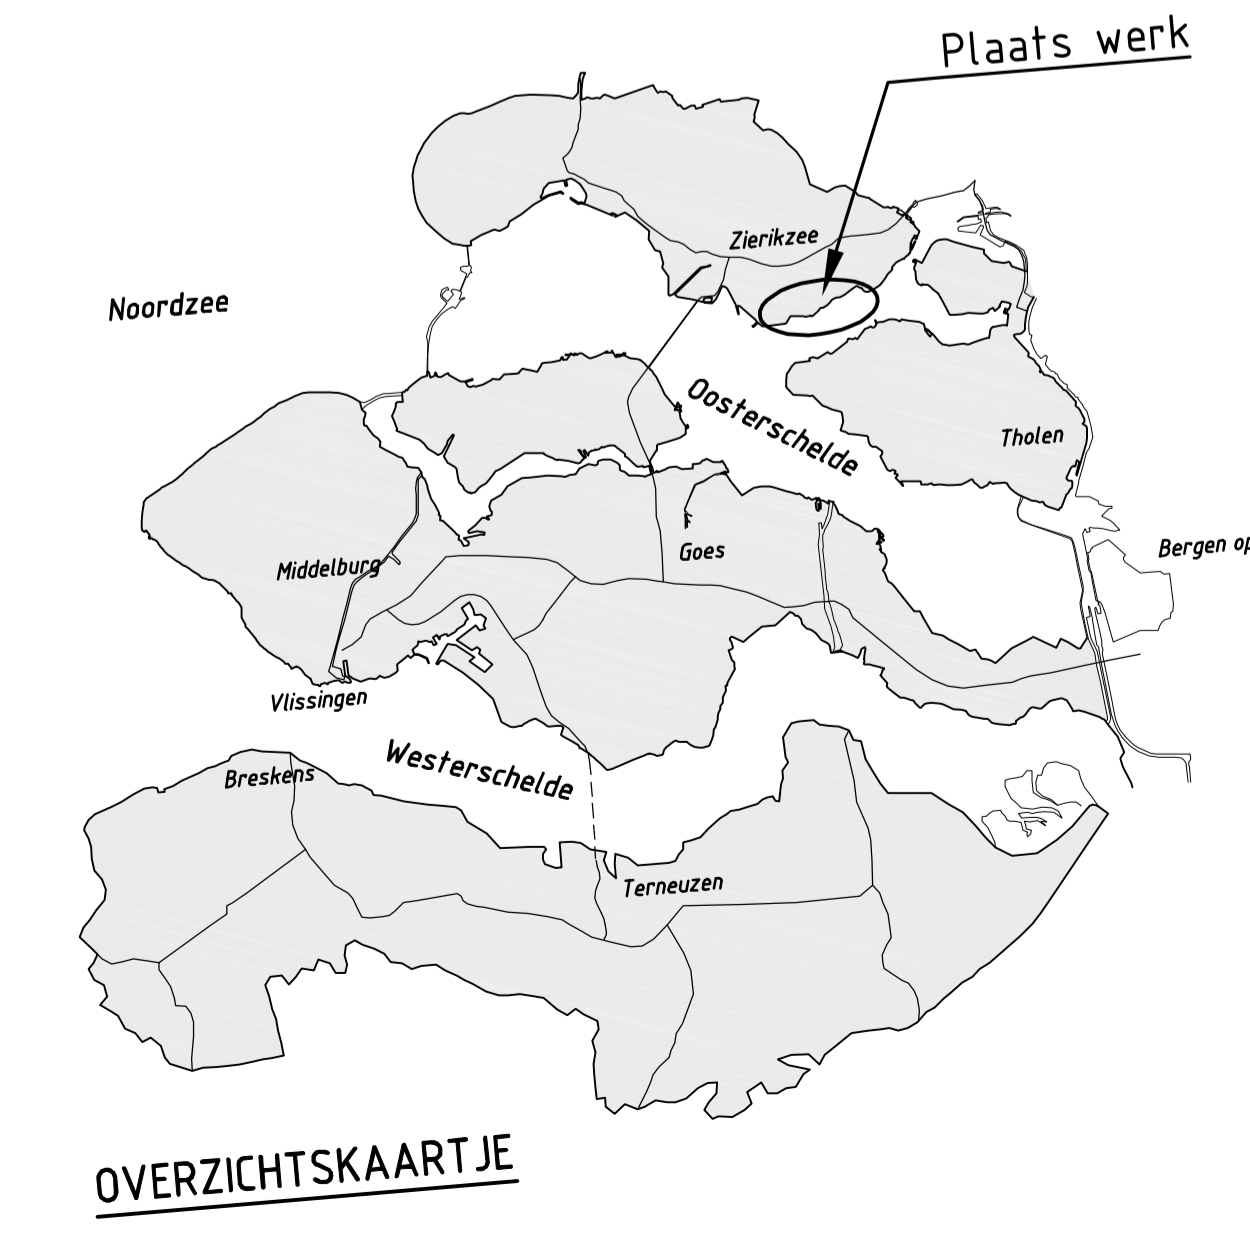 Plaats werk
Zierikzee
Noordzee
Oosterschelde
Tholen
Goes
Bergen op
Middelburg
Vlissingen
Westerschelde
Breskens
Terneuzen
OVERZICHTSKAARTJE